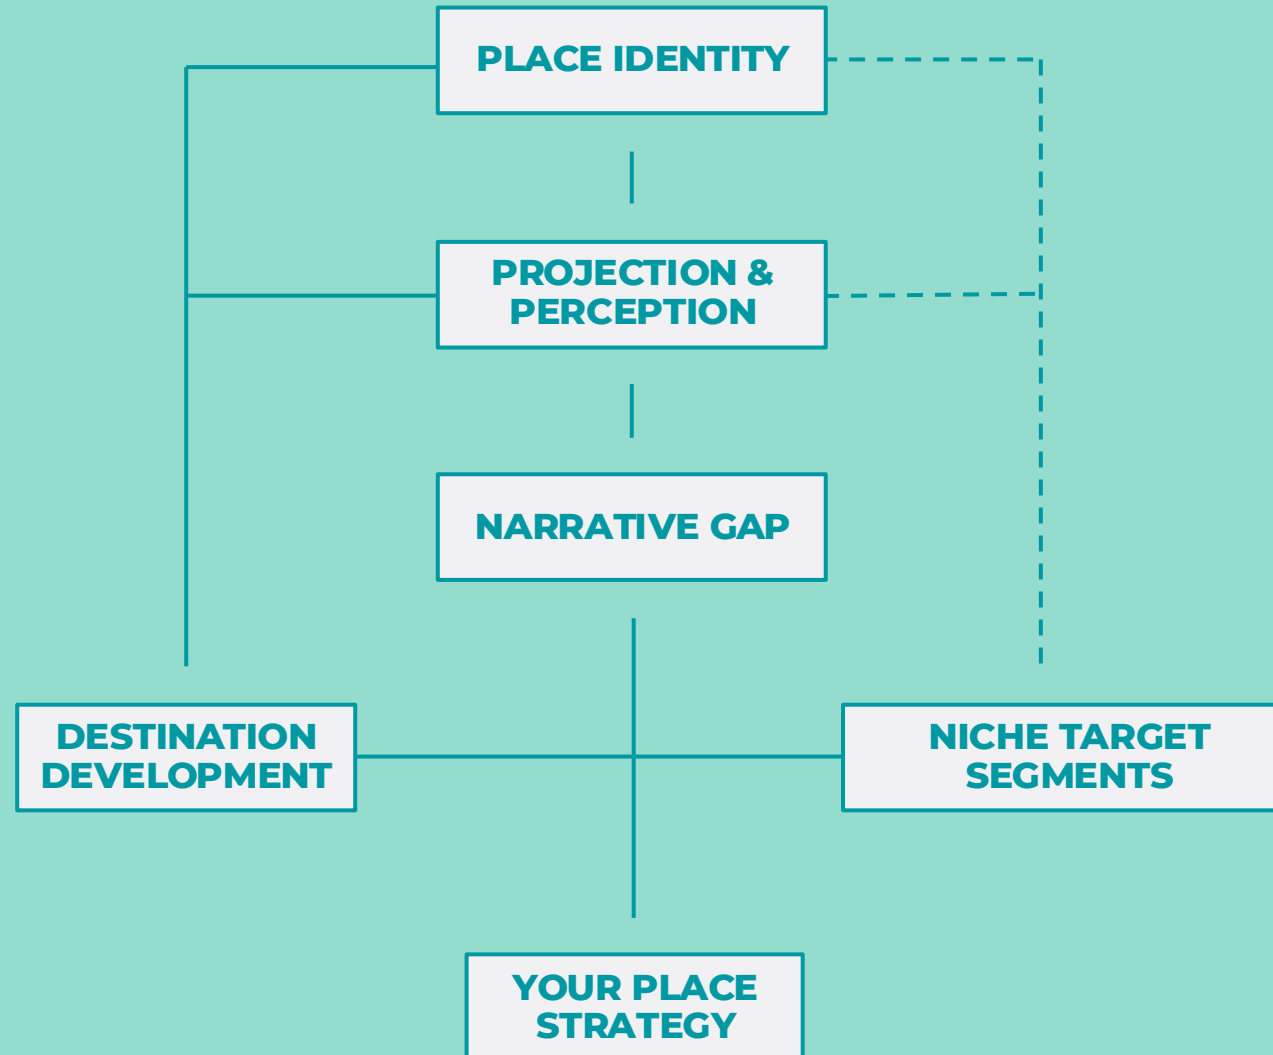 PLACE IDENTITY
PROJECTION &
PERCEPTION
NARRATIVE GAP
DESTINATION
DEVELOPMENT
NICHE TARGET
SEGMENTS
YOUR PLACE
STRATEGY